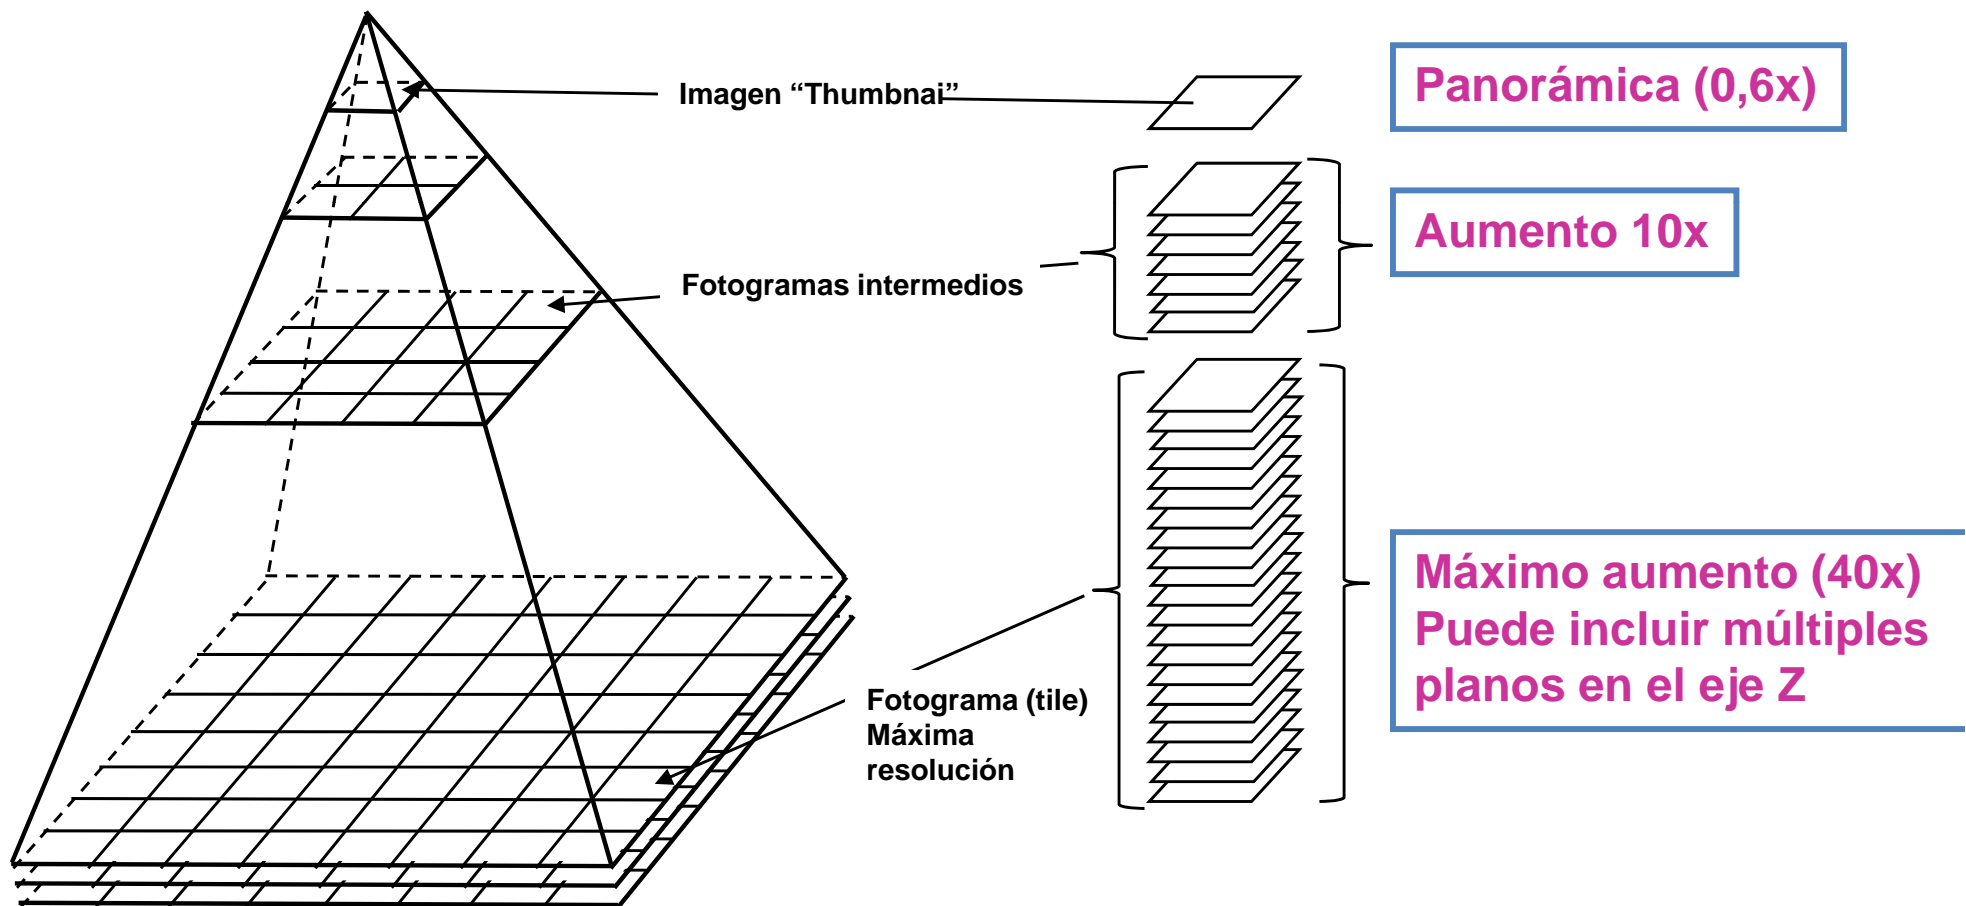 Imagen “Thumbnai”
Panorámica (0,6x)
Aumento 10x
Fotogramas intermedios
Máximo aumento (40x)
Puede incluir múltiples
planos en el eje Z
Fotograma (tile)
Máxima
resolución